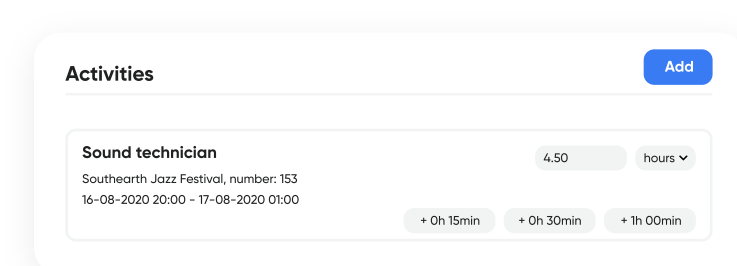 Activities
Add
Sound technician
4.50
hours
Southearth Jazz Festival, number: 153
16-08-2020 20:00 - 17-08-2020 01:00
+ 0h 15min
+ 0h 30min
+ 1h 00min